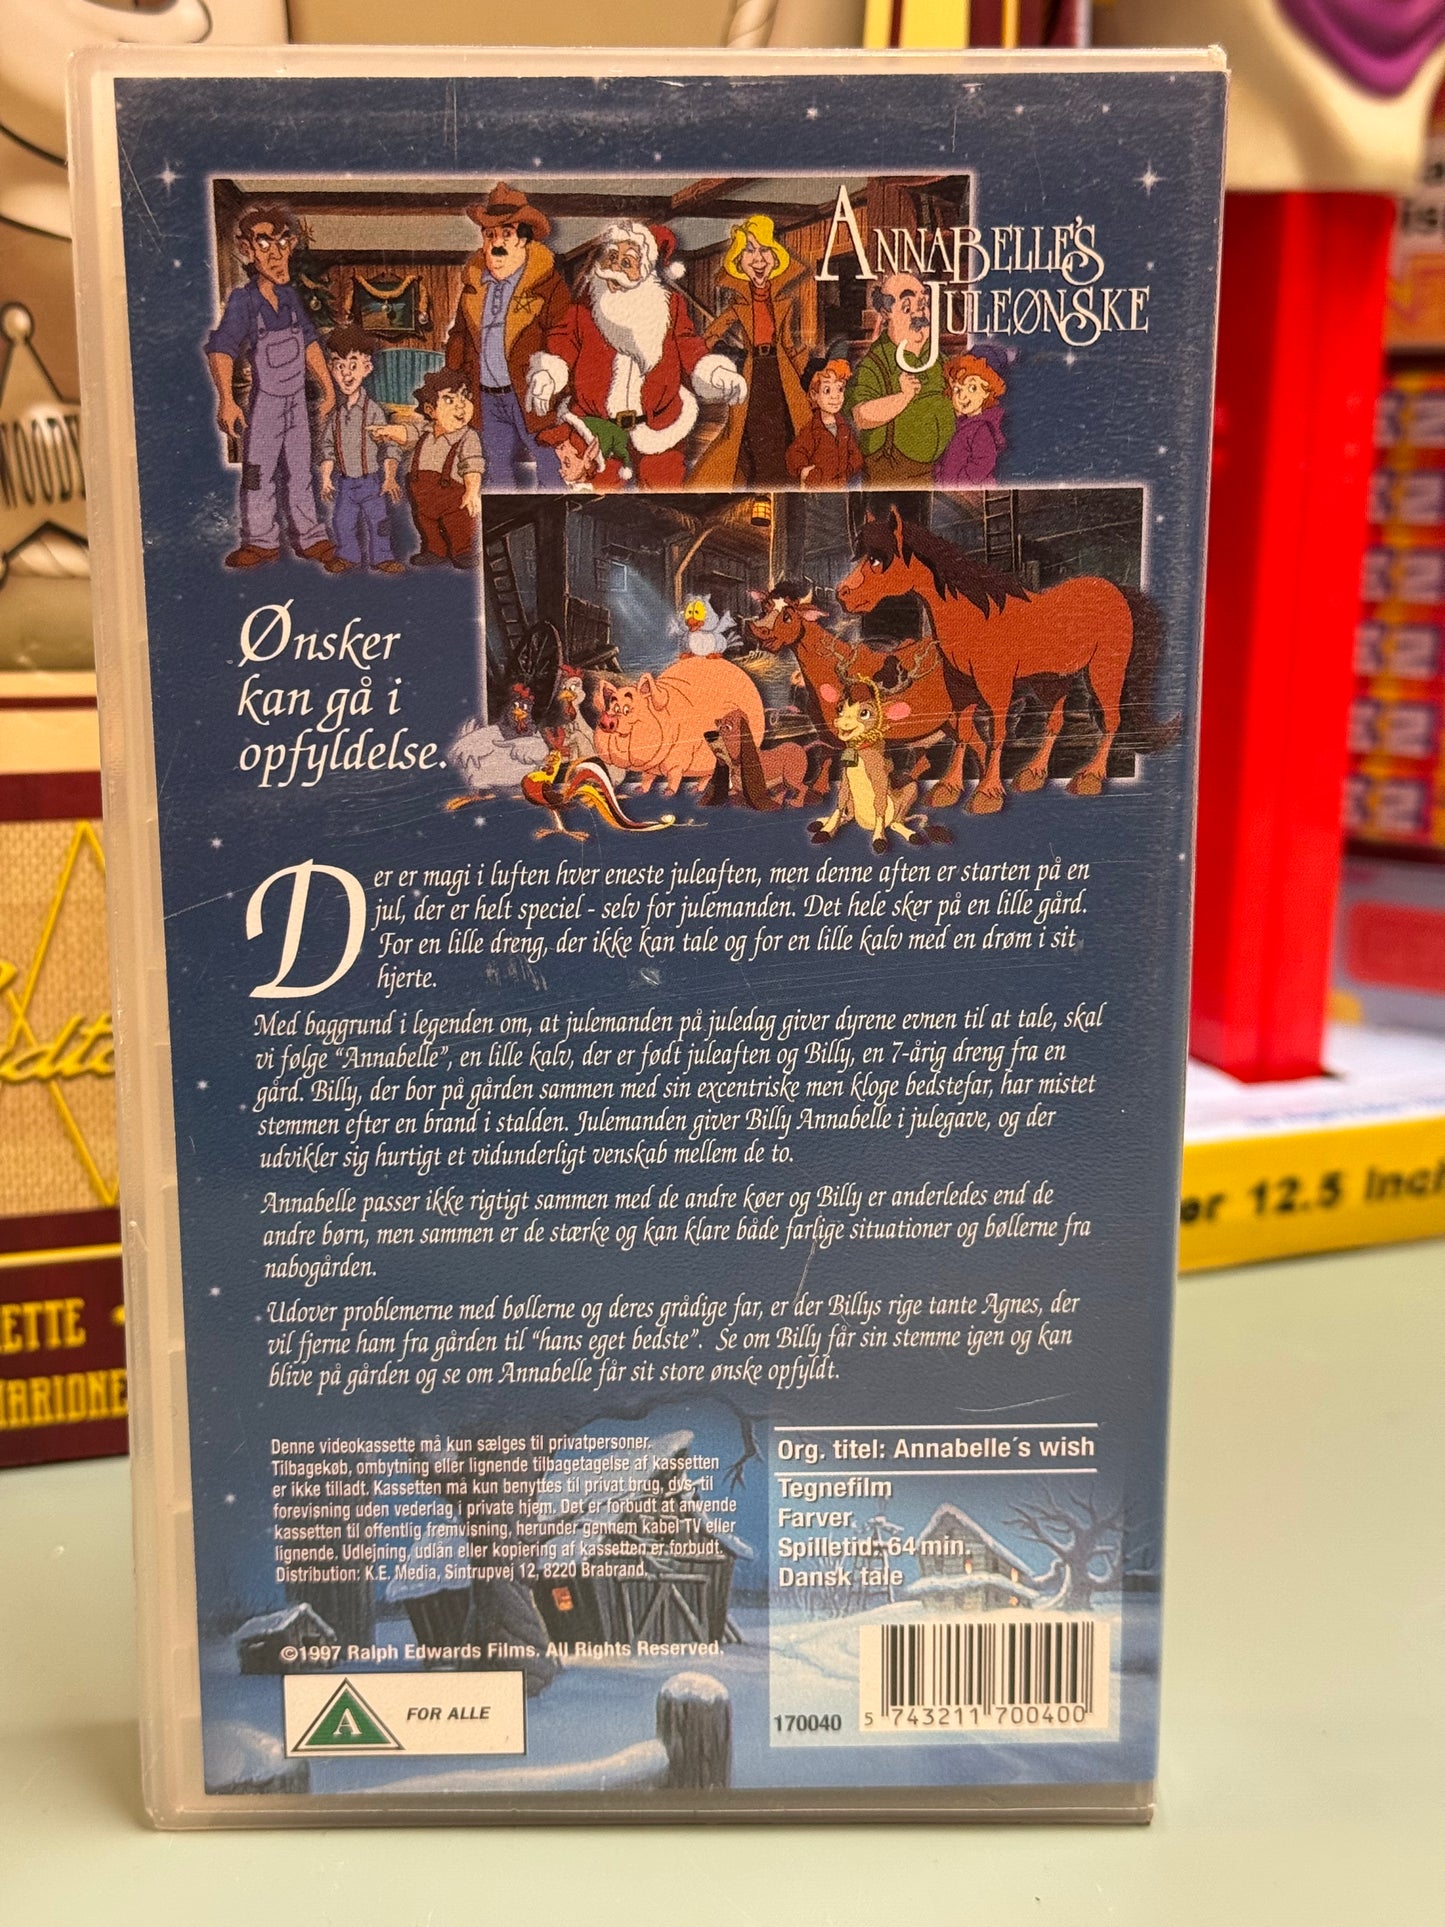 ANNABELLE'S
JULEØNSKE
Ønsker
kan gå i
opfyldelse.
Der er magi i luften hver eneste juleaften, men denne aften er starten på en
jul, der er helt speciel - selv for julemanden. Det hele sker på en lille gård.
For en lille dreng, der ikke kan tale og for en lille kalv med en drøm i sit
hjerte.
Med baggrund i legenden om, at julemanden på juledag giver dyrene evnen til at tale, skal
vi følge "Annabelle", en lille kalv, der er født juleaften og Billy, en 7-årig dreng fra en
gård. Billy, der bor på gården sammen med sin excentriske men kloge bedstefar, har mistet
stemmen efter en brand i stalden. Julemanden giver Billy Annabelle i julegave, og der
udvikler sig hurtigt et vidunderligt venskab mellem de to.
Annabelle passer ikke rigtigt sammen med de andre køer og Billy er anderledes end de
andre børn, men sammen er de stærke og kan klare både farlige situationer og bøllerne fra
nabogården.
Udover problemerne med bøllerne og deres grådige far, er der Billys rige tante Agnes, der
vil fjerne ham fra gården til "hans eget bedste". Se om Billy får sin stemme igen og kan
blive på gården og se om Annabelle får sit store ønske opfyldt.
Denne videokassette må kun sælges til privatpersoner.
Tilbagekøb, ombytning eller lignende tilbagetagelse af kassetten
er ikke tilladt. Kassetten må kun benyttes til privat brug, dvs. til
forevisning uden vederlag i private hjem. Det er forbudt at anvende
kassetten til offentlig fremvisning, herunder gennem kabel TV eller
lignende. Udlejning, udlån eller kopiering af kassetten er forbudt.
Distribution: K.E. Media, Sintrupvej 12, 8220 Brabrand.
©1997 Ralph Edwards Films. All Rights Reserved.
A FOR ALLE
Org. titel: Annabelle´s wish
Tegnefilm
Farver
Spilletid: 64 min.
Dansk tale
170040
5 743211 700400
WOODY
ETTE
MARIONE
er 12.5 Inch